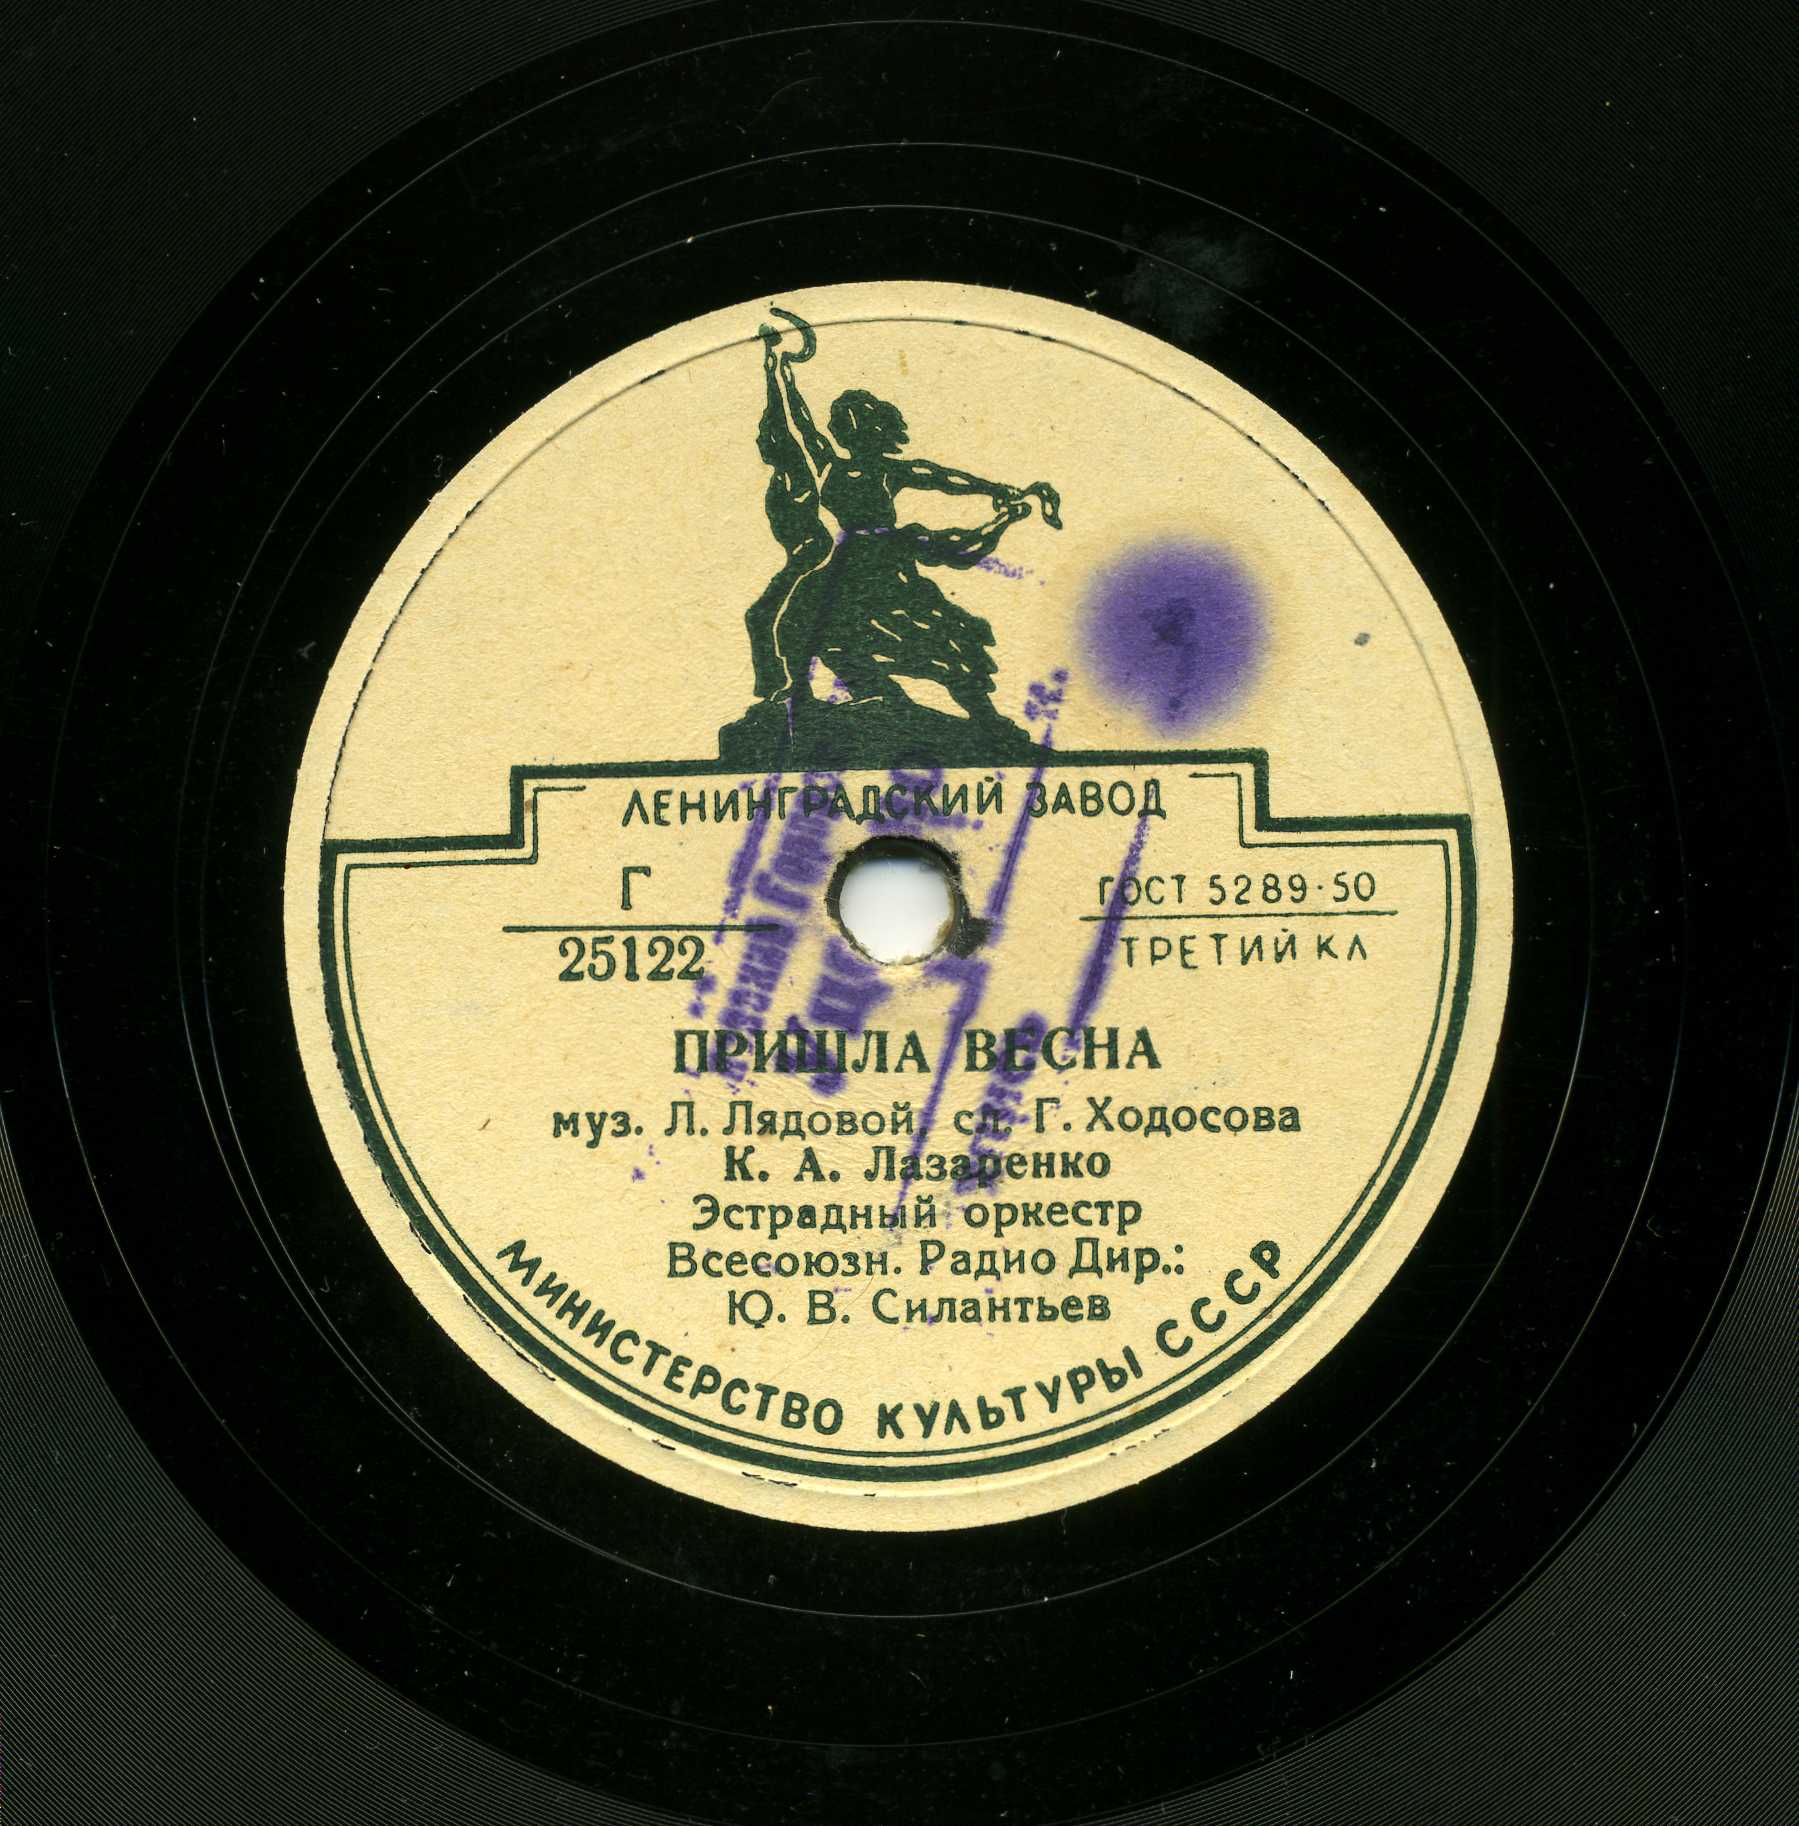 ЛЕНИНГРАДСКИЙ ЗАВОД
Г
25122
ГОСТ 5289·50
ТРЕТИЙ КЛ
ПРИШЛА ВЕСНА
муз. Л. Лядовой, сл. Г. Ходосова
К. А. Лазаренко
Эстрадный оркестр
Всесоюзн. Радио Дир.:
Ю. В. Силантьев
МИНИСТЕРСТВО КУЛЬТУРЫ СССР